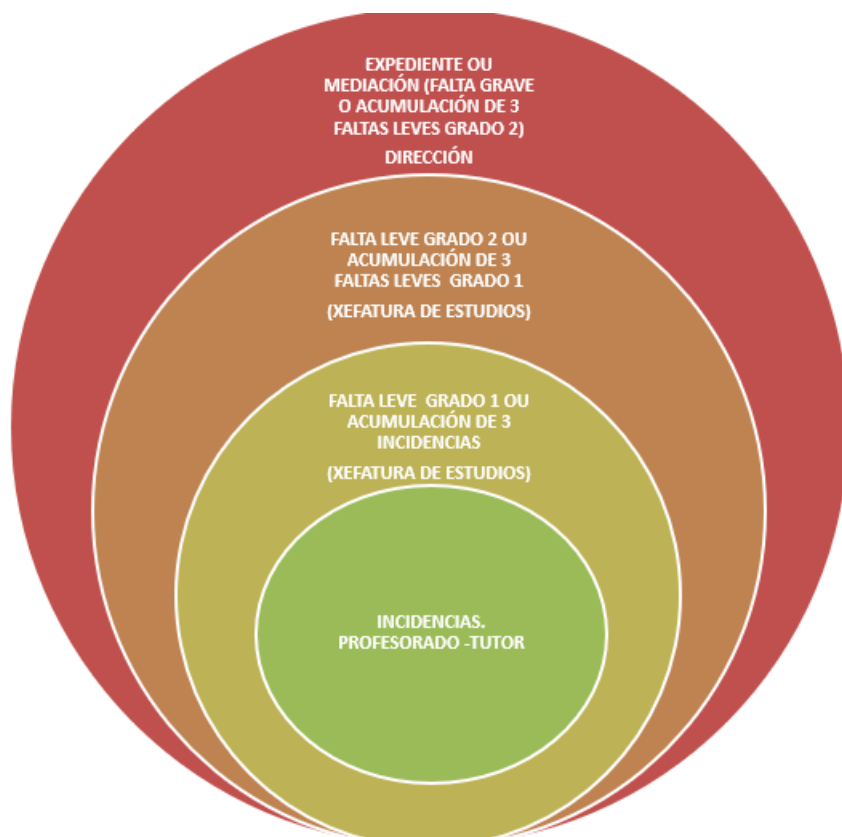 EXPEDIENTE OU
MEDIACIÓN (FALTA GRAVE
O ACUMULACIÓN DE 3
FALTAS LEVES GRADO 2)
DIRECCIÓN
FALTA LEVE GRADO 2 OU
ACUMULACIÓN DE 3
FALTAS LEVES  GRADO 1
(XEFATURA DE ESTUDIOS)
FALTA LEVE  GRADO 1 OU
ACUMULACIÓN DE 3
INCIDENCIAS
(XEFATURA DE ESTUDIOS)
INCIDENCIAS.
PROFESORADO -TUTOR